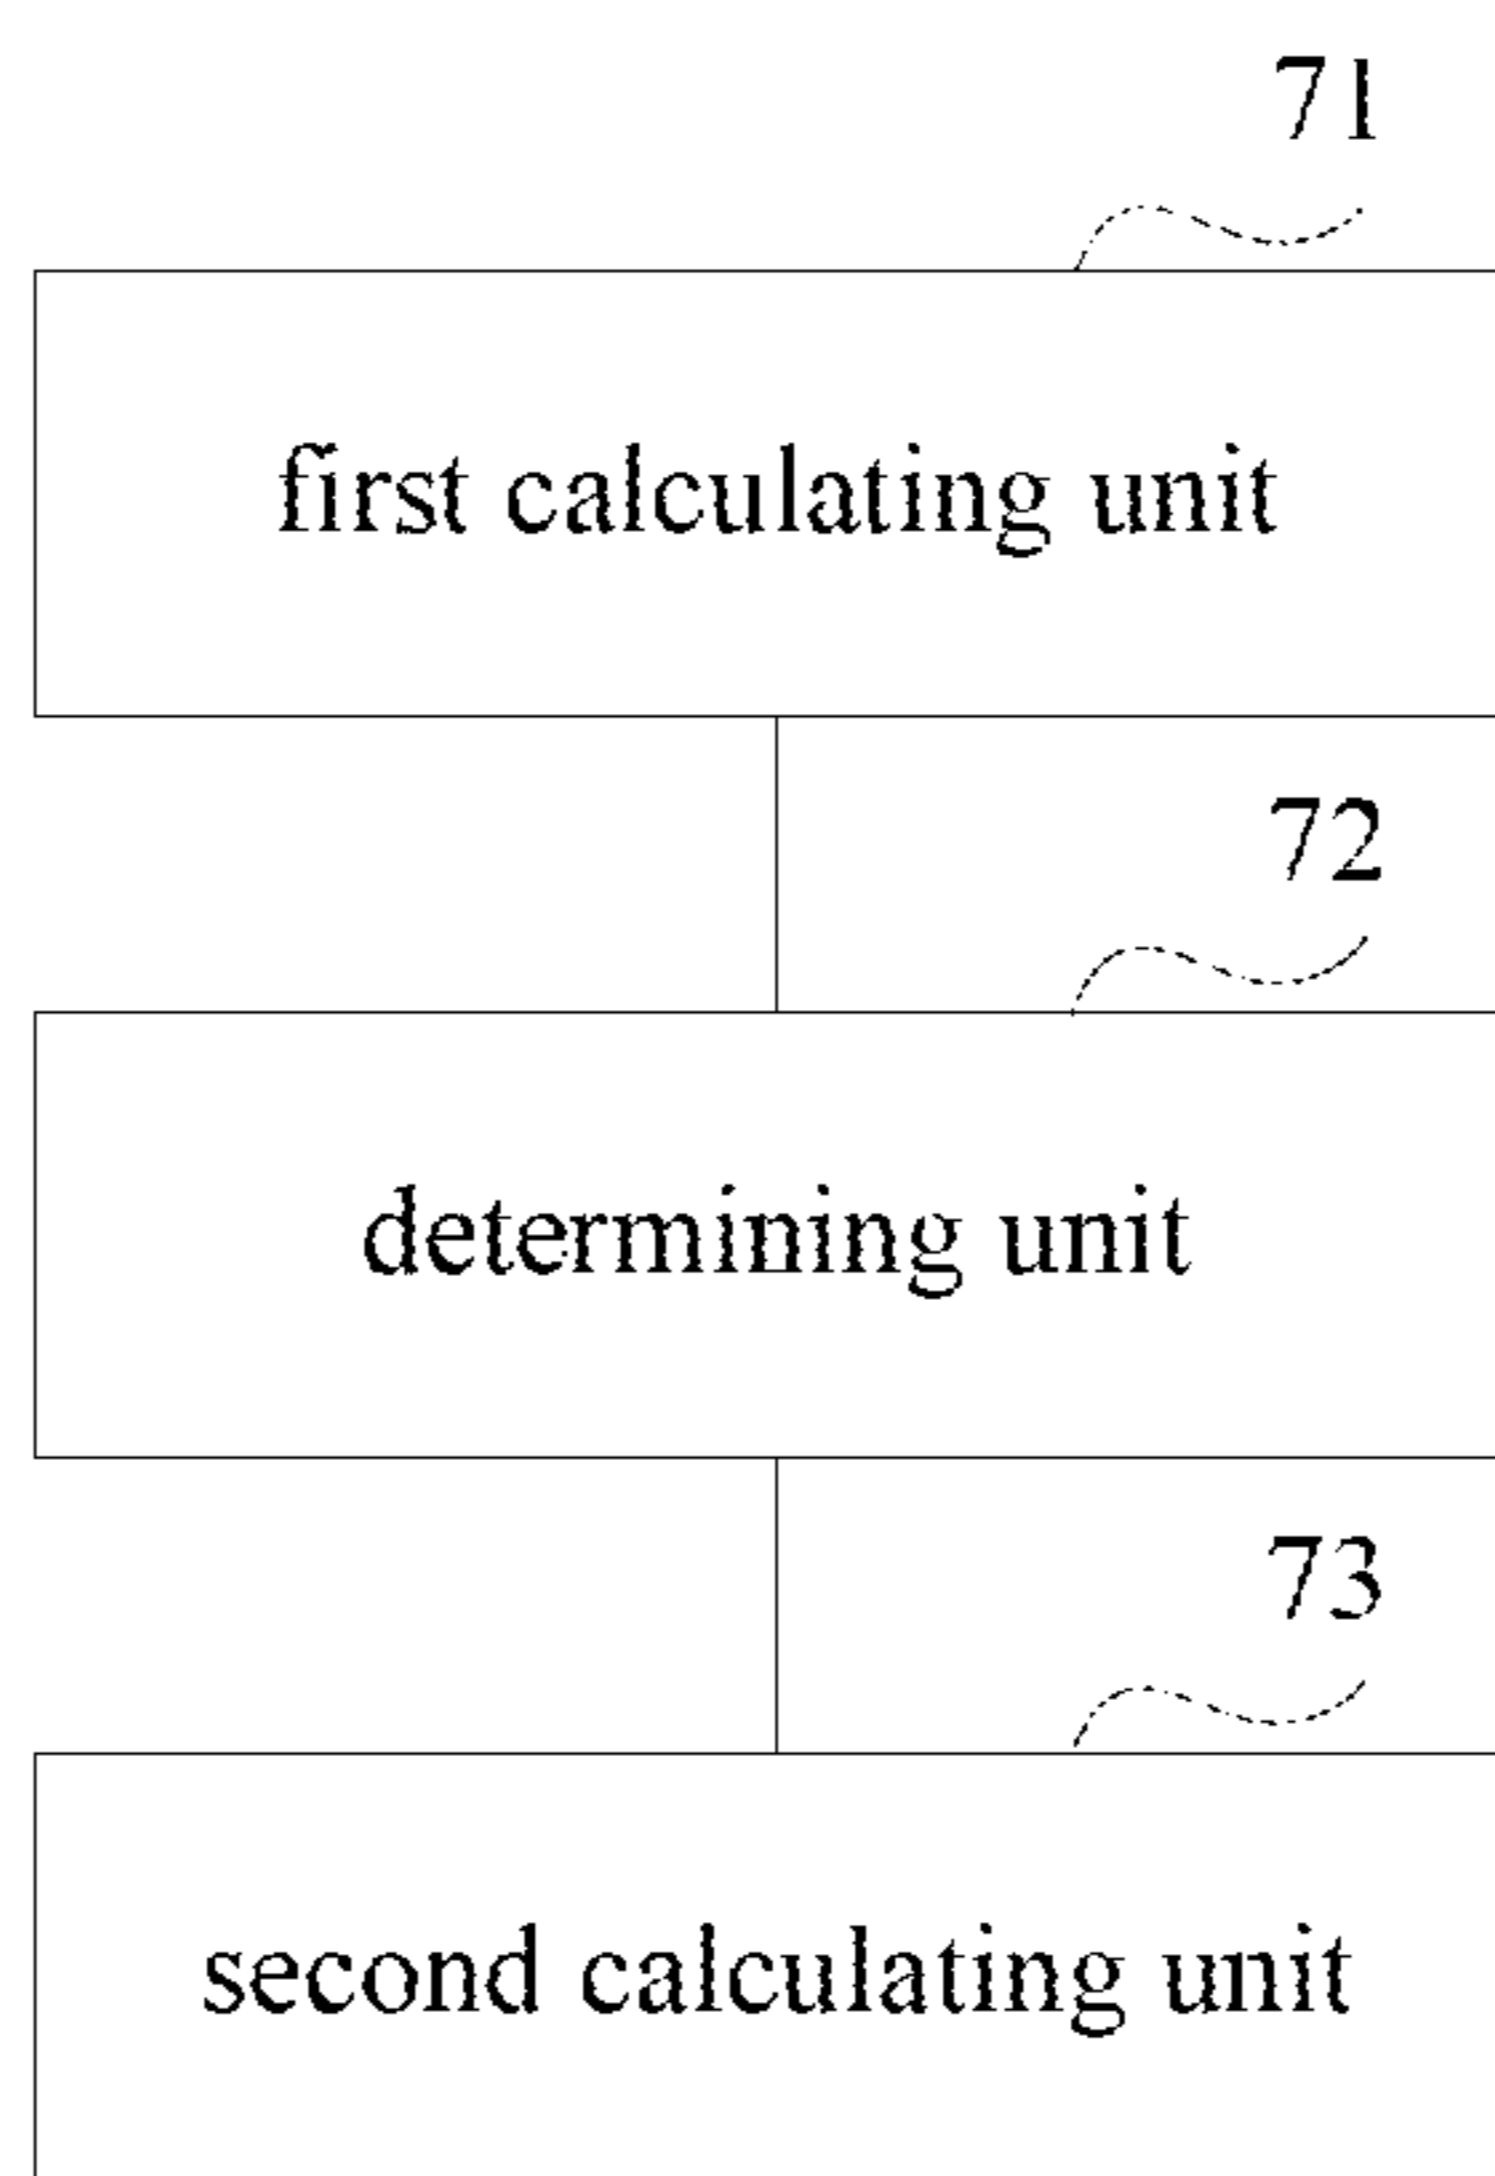 71
first calculating unit
72
determining unit
73
second calculating unit